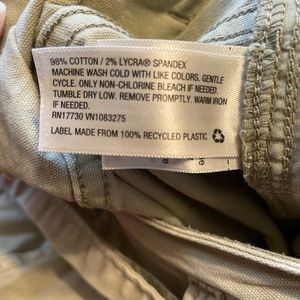 98% COTTON / 2% LYCRA® SPANDEX
MACHINE WASH COLD WITH LIKE COLORS. GENTLE
CYCLE. ONLY NON-CHLORINE BLEACH IF NEEDED.
TUMBLE DRY LOW. REMOVE PROMPTLY. WARM IRON
IF NEEDED.
RN17730 VN1083275
LABEL MADE FROM 100% RECYCLED PLASTIC